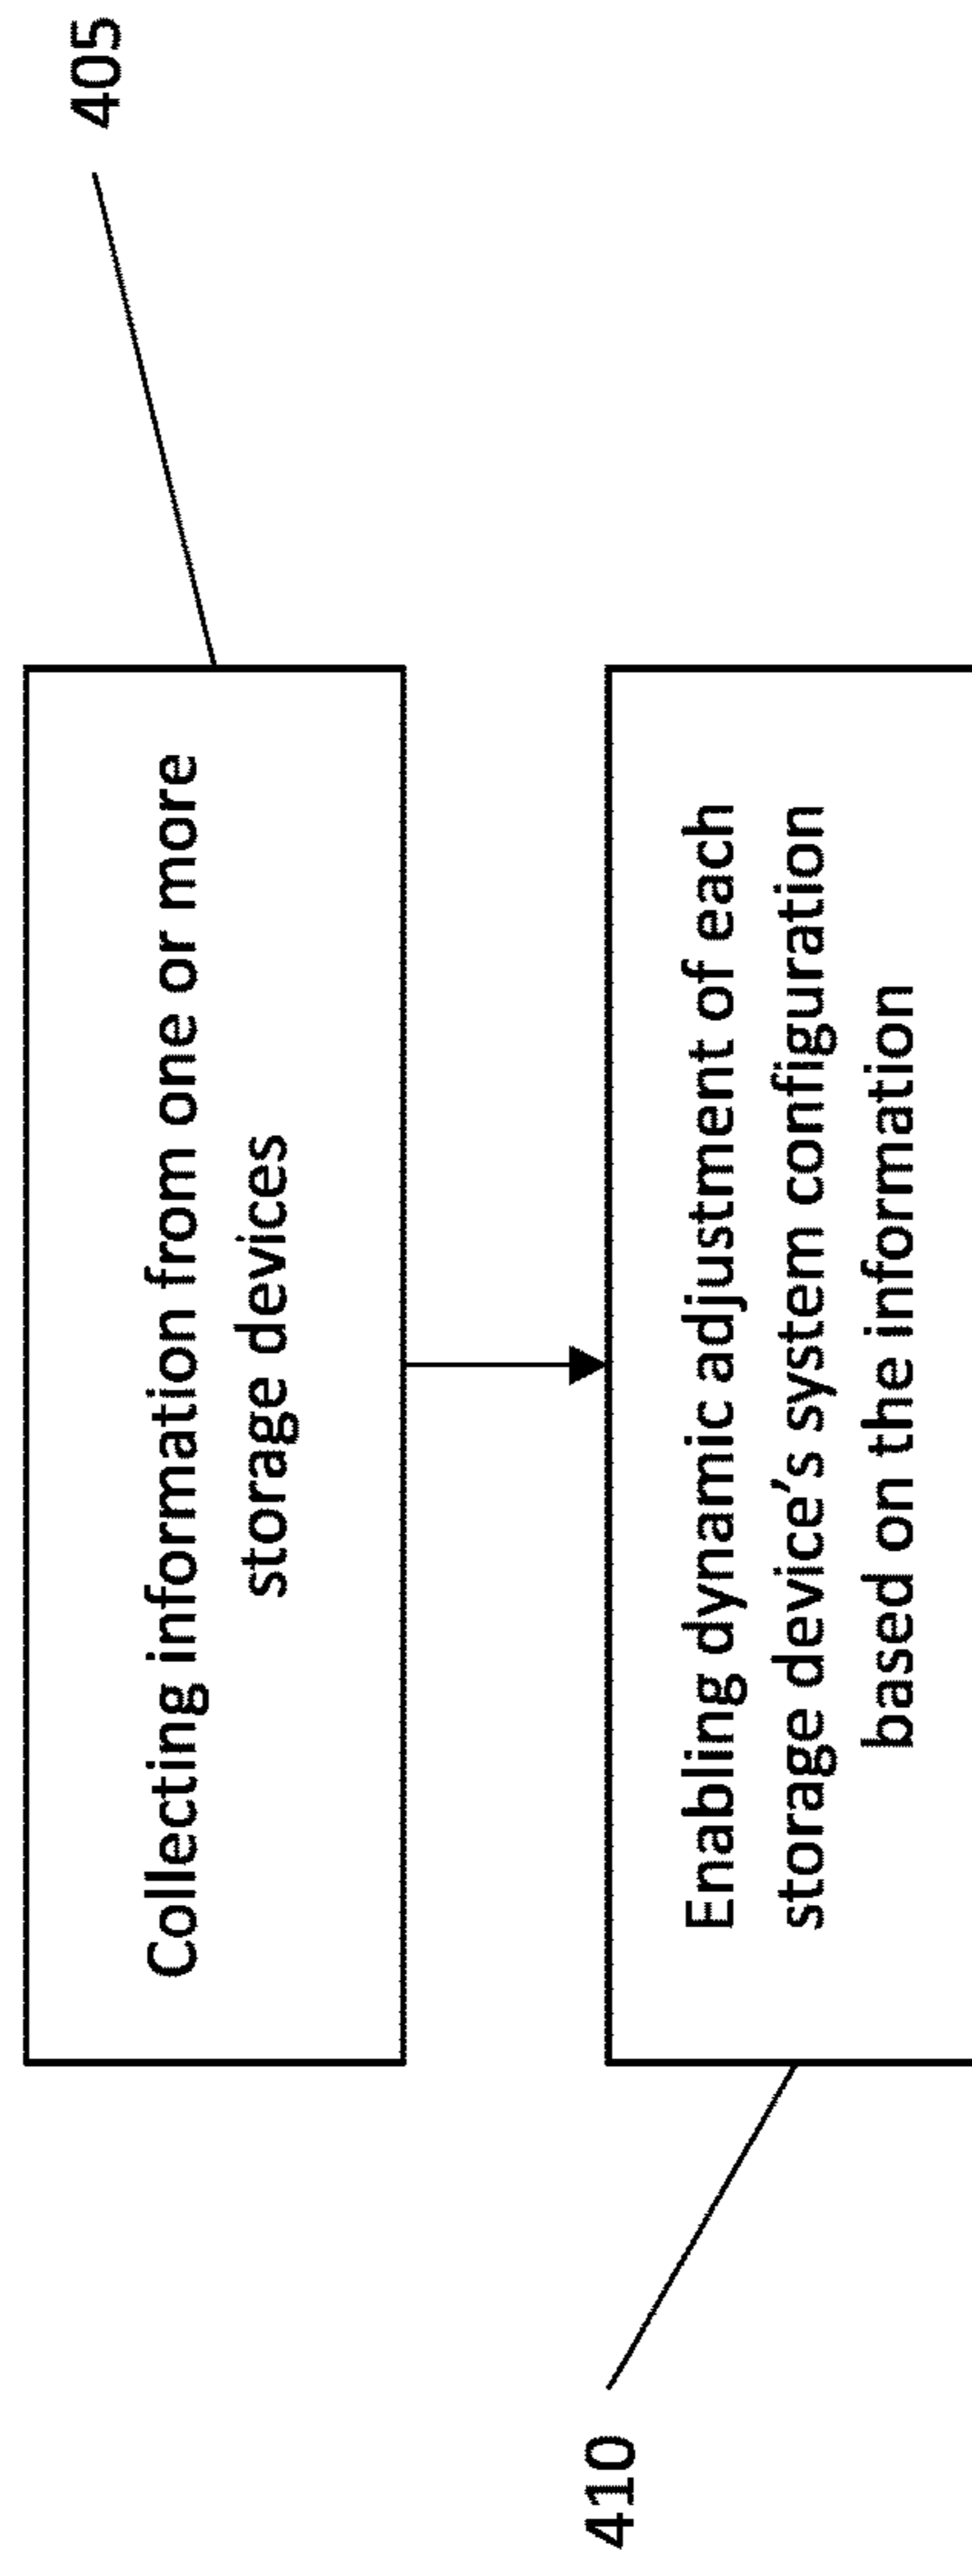 405
Collecting information from one or more
storage devices
Enabling dynamic adjustment of each
storage device’s system configuration
based on the information
410